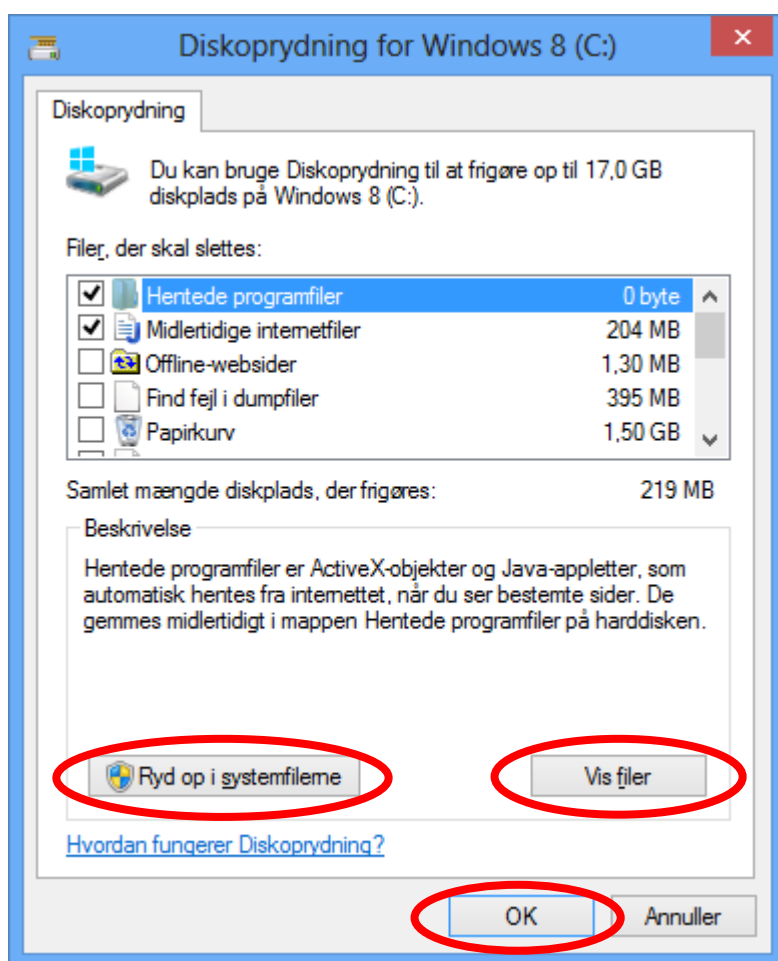 Diskoprydning for Windows 8 (C:)
Diskoprydning
Du kan bruge Diskoprydning til at frigøre op til 17,0 GB
diskplads på Windows 8 (C:).
Filer, der skal slettes:
Hentede programfiler 0 byte
Midlertidige internetfiler 204 MB
Offline-websider 1,30 MB
Find fejl i dumpfiler 395 MB
Papirkurv 1,50 GB
Samlet mængde diskplads, der frigøres: 219 MB
Beskrivelse
Hentede programfiler er ActiveX-objekter og Java-appletter, som
automatisk hentes fra internettet, når du ser bestemte sider. De
gemmes midlertidigt i mappen Hentede programfiler på harddisken.
Ryd op i systemfilerne Vis filer
Hvordan fungerer Diskoprydning?
OK Annuller